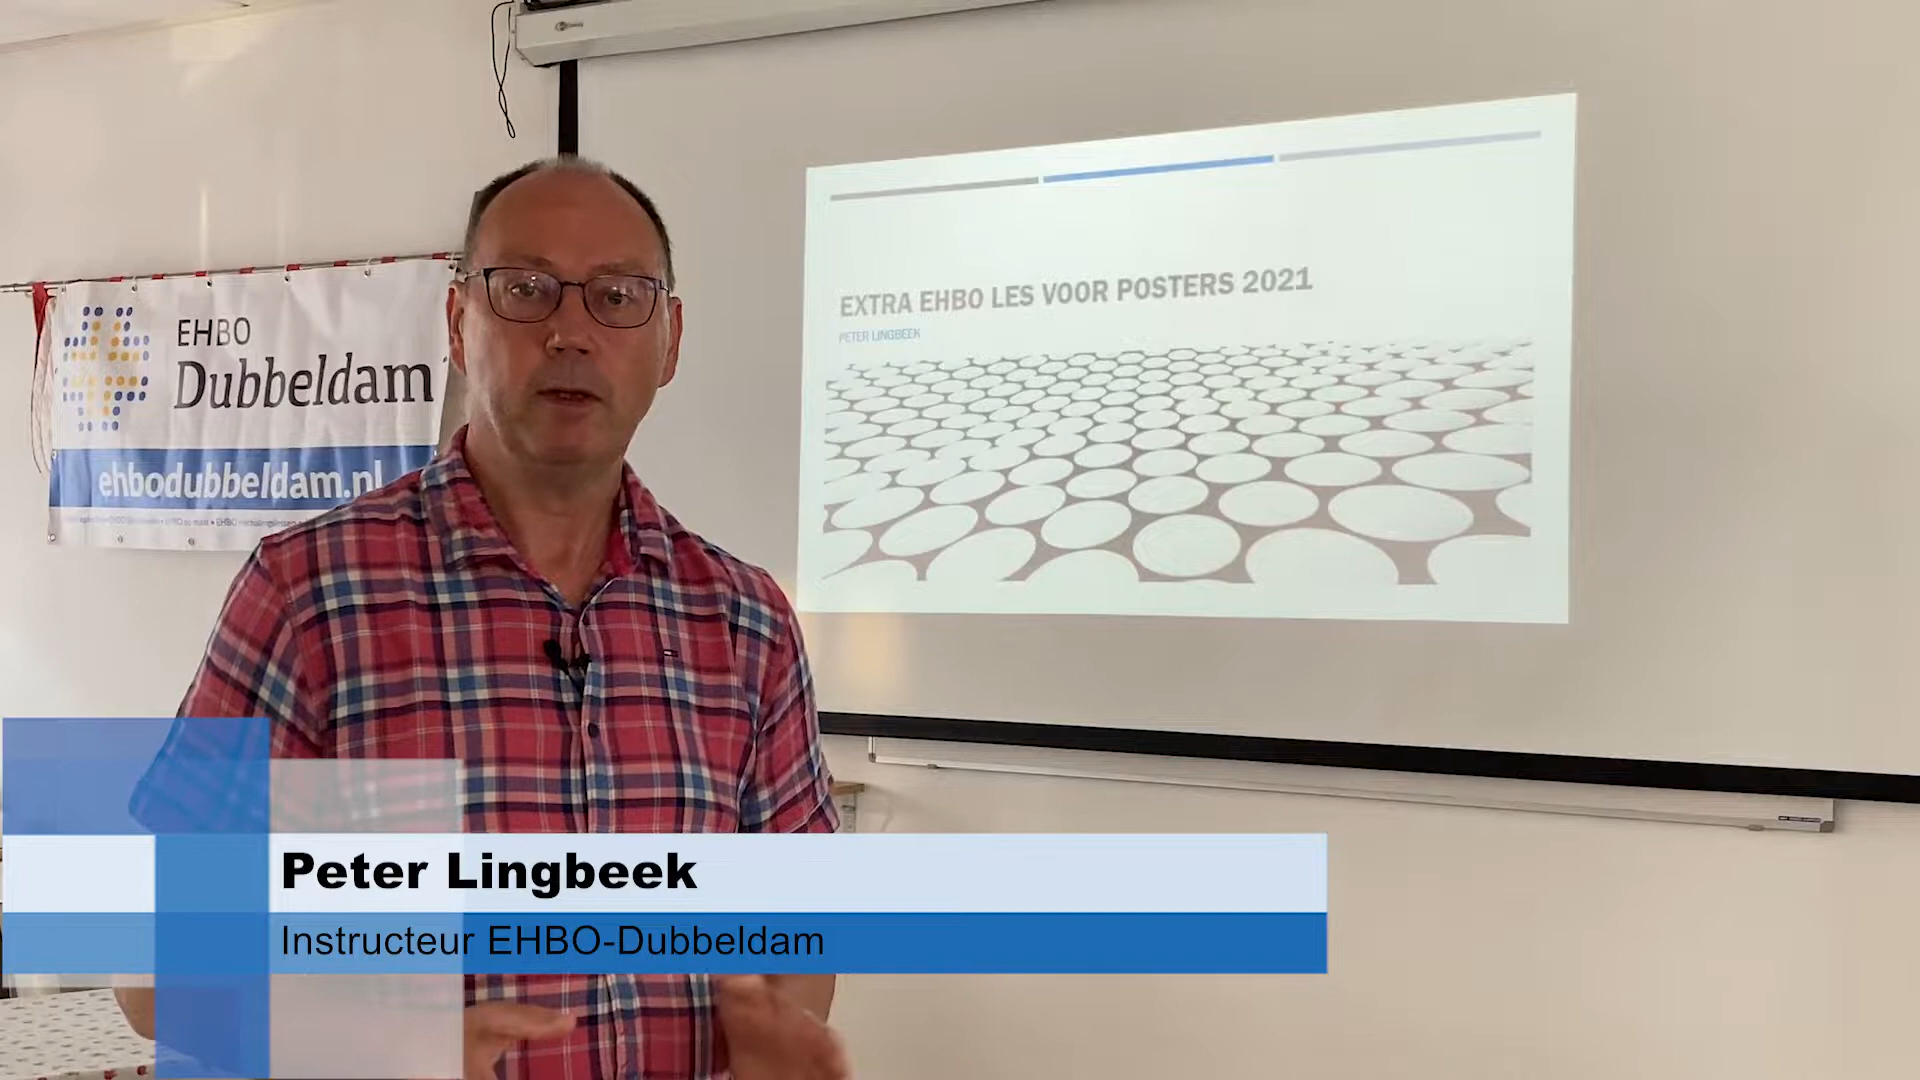 EXTRA EHBO LES VOOR POSTERS 2021
PETER LINGBEEK
EHBO
Dubbeldam
ehbodubbeldam.nl
Peter Lingbeek
Instructeur EHBO-Dubbeldam